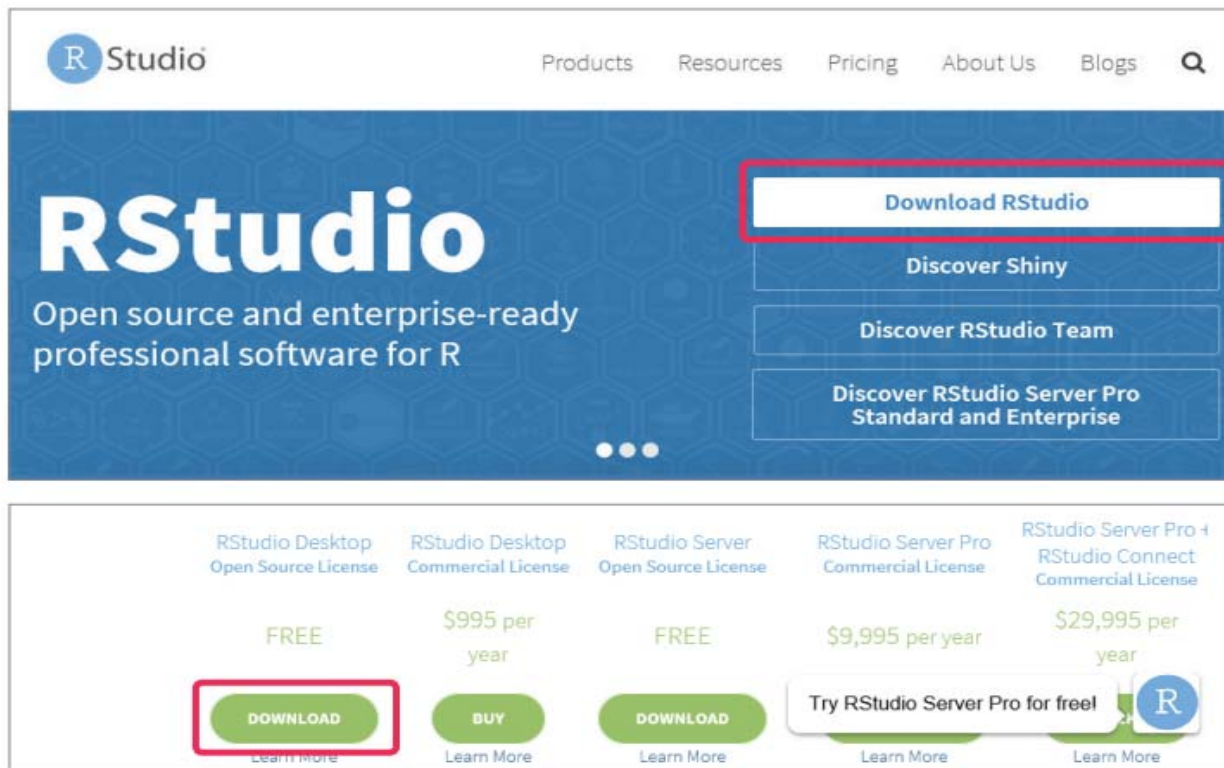 R Studio
Products Resources Pricing About Us Blogs
RStudio
Open source and enterprise-ready
professional software for R
Download RStudio
Discover Shiny
Discover RStudio Team
Discover RStudio Server Pro
Standard and Enterprise
RStudio Desktop
Open Source License
FREE
DOWNLOAD
Learn More
RStudio Desktop
Commercial License
$995 per
year
BUY
Learn More
RStudio Server
Open Source License
FREE
DOWNLOAD
Learn More
RStudio Server Pro
Commercial License
$9,995 per year
Learn More
RStudio Server Pro +
RStudio Connect
Commercial License
$29,995 per
year
Learn More
Try RStudio Server Pro for free!
R